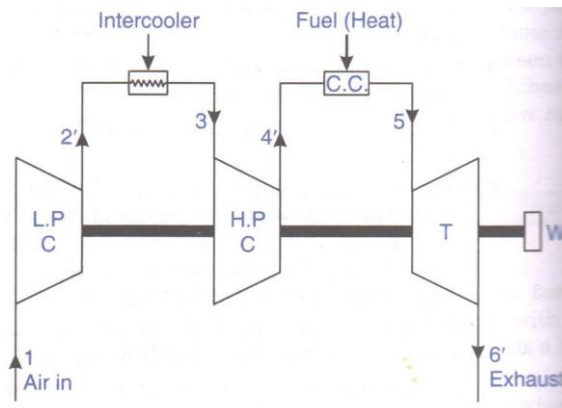 Intercooler
Fuel (Heat)
C.C.
2′
3
4′
5
L.P
C
H.P
C
T
W
1
Air in
6′
Exhaust